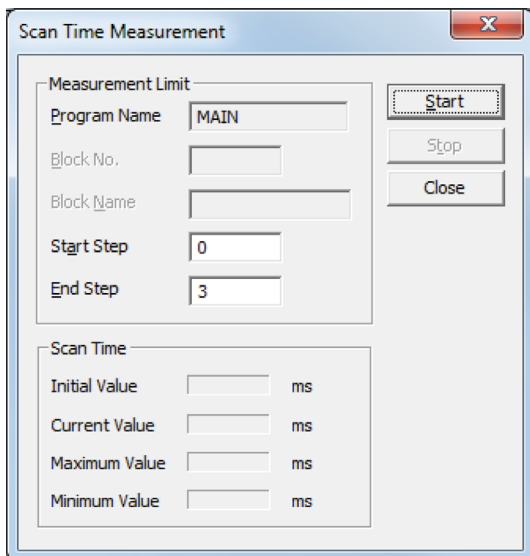 Scan Time Measurement
Measurement Limit
Program Name MAIN
Block No.
Block Name
Start Step 0
End Step 3
Start
Stop
Close
Scan Time
Initial Value ms
Current Value ms
Maximum Value ms
Minimum Value ms